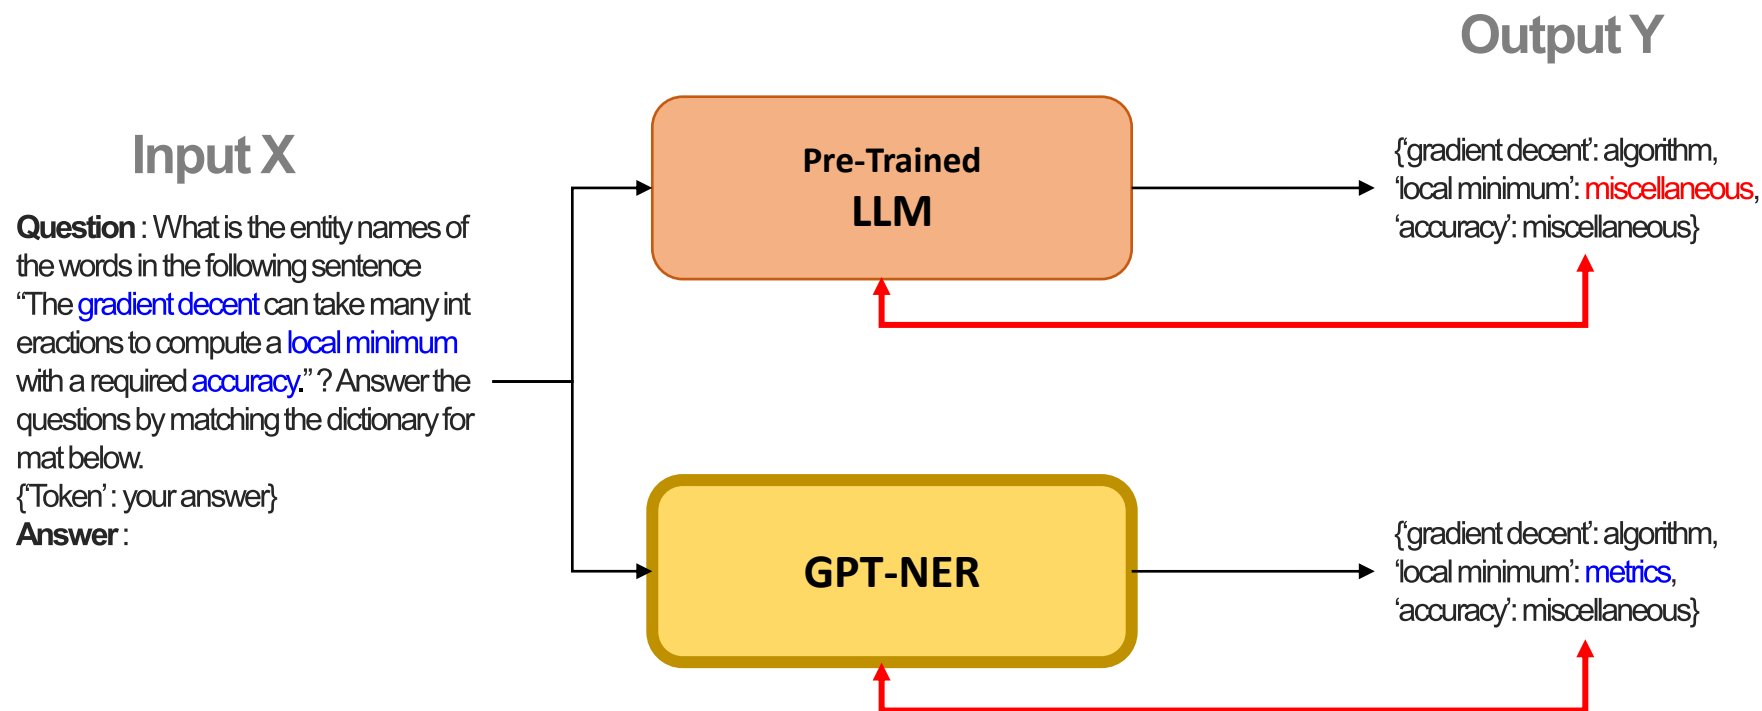 Output Y
Input X
Question : What is the entity names of
the words in the following sentence
“The gradient decent can take many int
eractions to compute a local minimum
with a required accuracy.” ? Answer the
questions by matching the dictionary for
mat below.
{‘Token’ : your answer}
Answer :
Pre-Trained
LLM
{‘gradient decent’: algorithm,
‘local minimum’: miscellaneous,
‘accuracy’: miscellaneous}
GPT-NER
{‘gradient decent’: algorithm,
‘local minimum’: metrics,
‘accuracy’: miscellaneous}